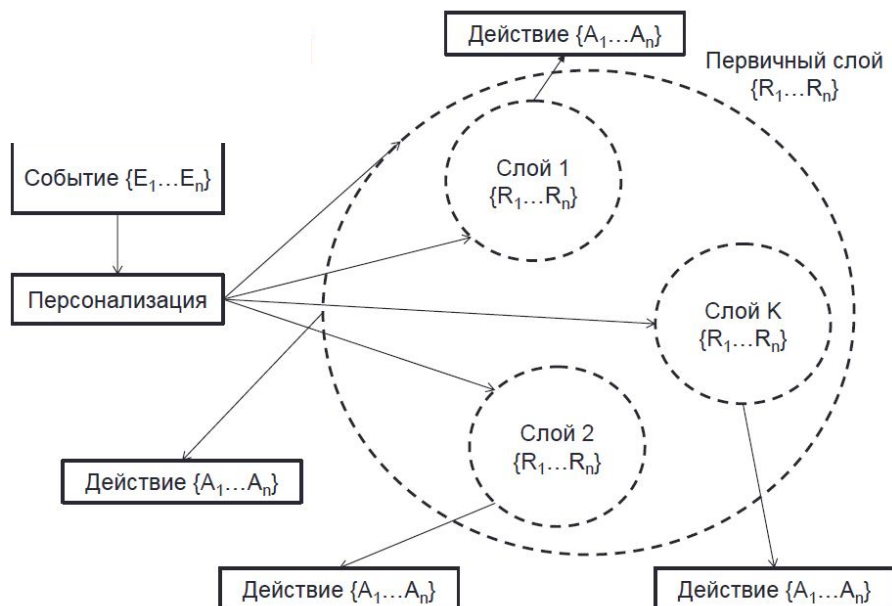 Действие {A₁...Aₙ}
Первичный слой
{R₁...Rₙ}
Событие {E₁...Eₙ}
Слой 1
{R₁...Rₙ}
Персонализация
Слой K
{R₁...Rₙ}
Слой 2
{R₁...Rₙ}
Действие {A₁...Aₙ}
Действие {A₁...Aₙ}
Действие {A₁...Aₙ}